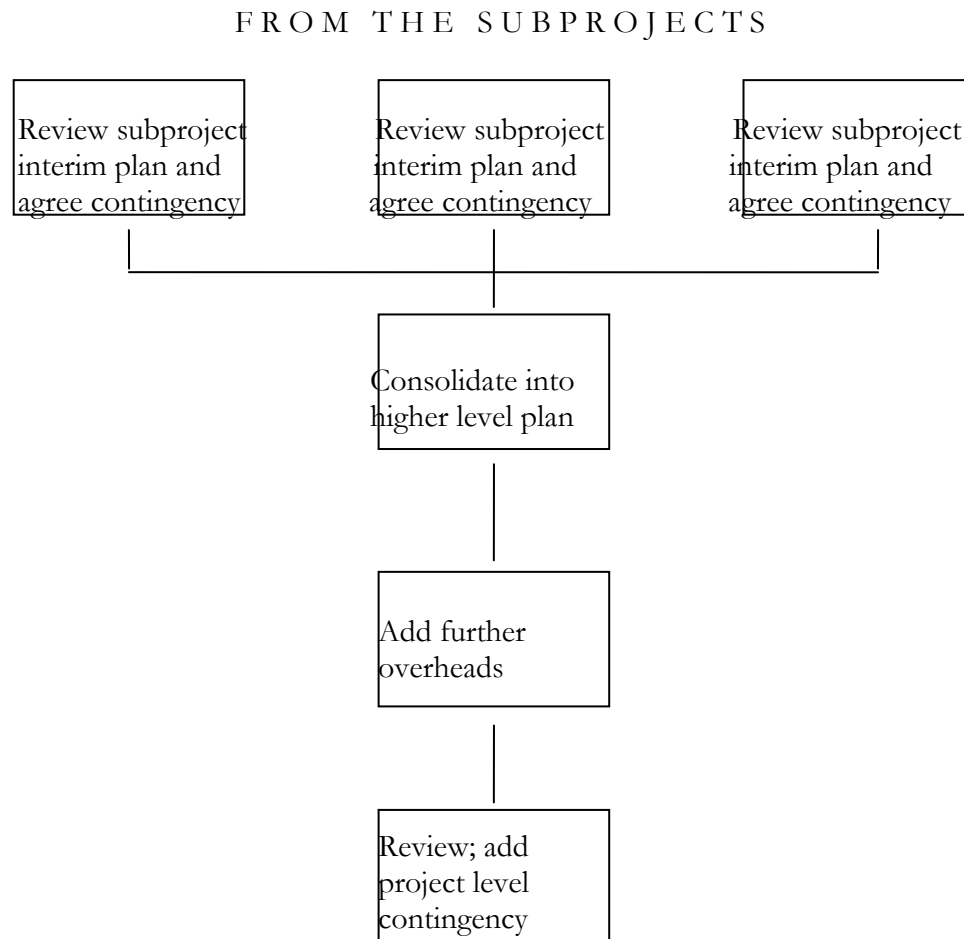 FROM THE SUBPROJECTS
Review subproject
interim plan and
agree contingency
Review subproject
interim plan and
agree contingency
Review subproject
interim plan and
agree contingency
Consolidate into
higher level plan
Add further
overheads
Review; add
project level
contingency